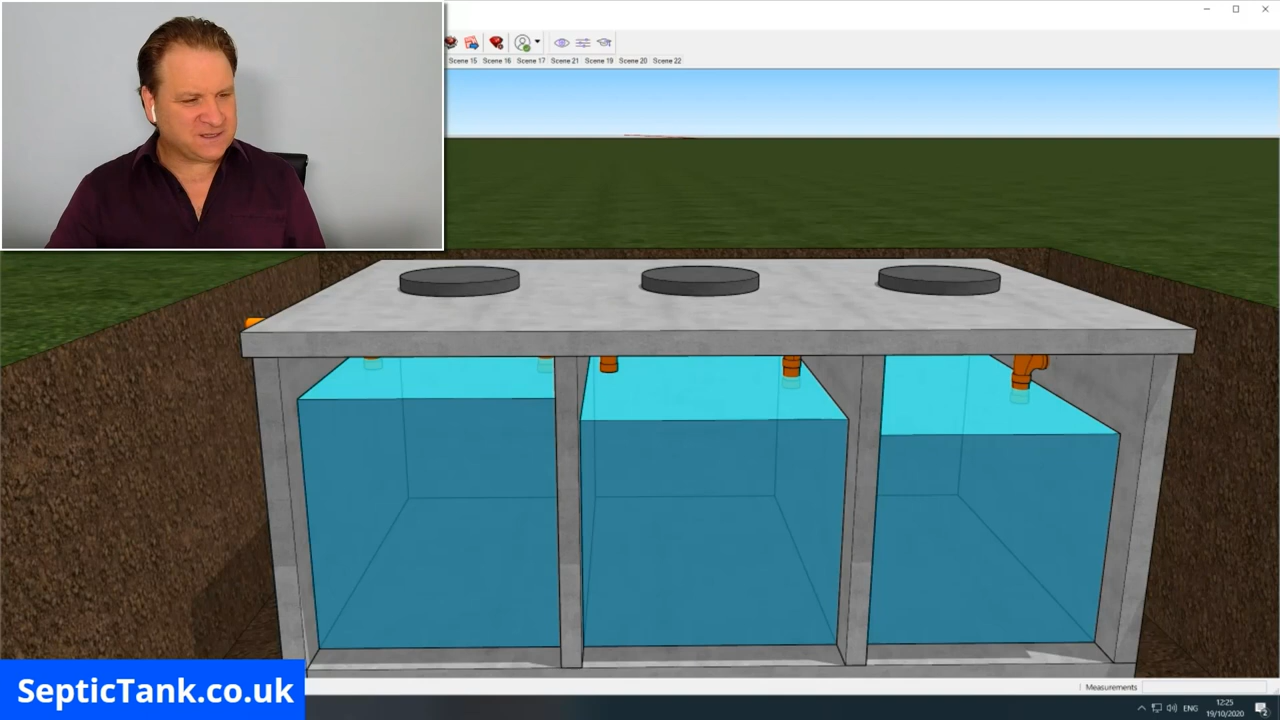 Scene 15 Scene 16 Scene 17 Scene 21 Scene 19 Scene 20 Scene 22
SepticTank.co.uk
Measurements
ENG
12:25
19/10/2020
2